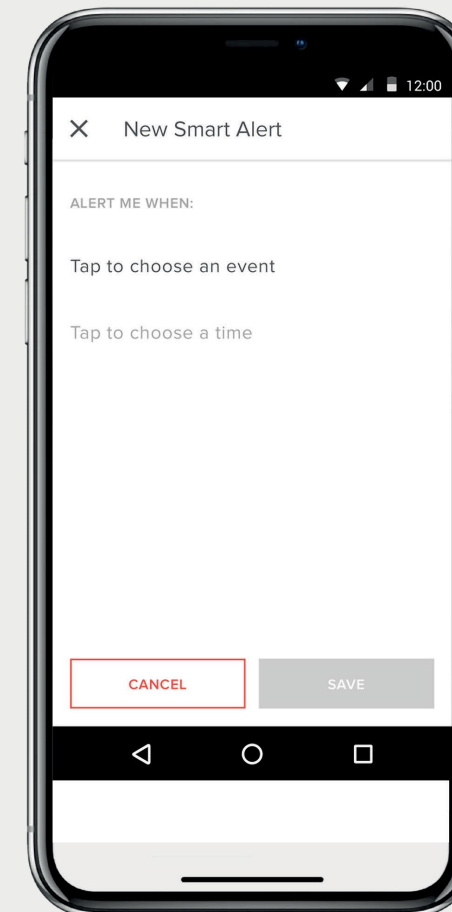 12:00
New Smart Alert
ALERT ME WHEN:
Tap to choose an event
Tap to choose a time
CANCEL
SAVE